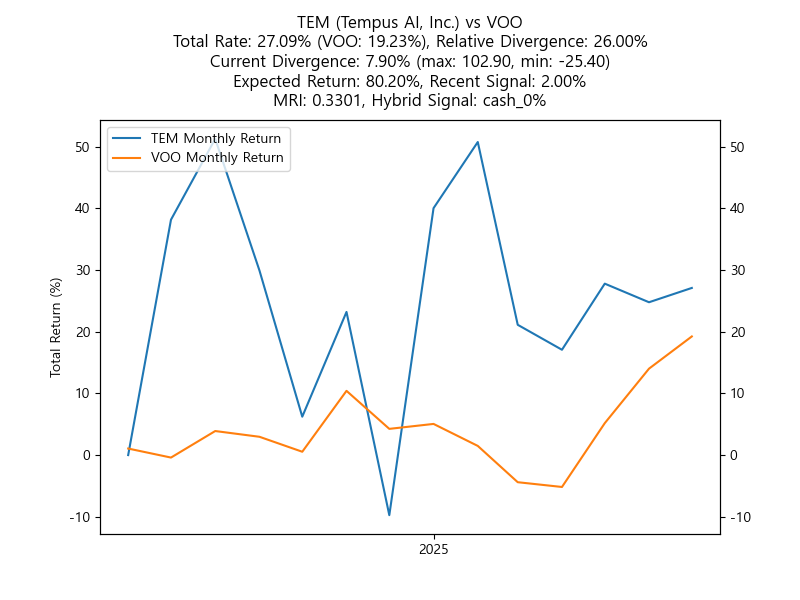 TEM (Tempus AI, Inc.) vs VOO
Total Rate: 27.09% (VOO: 19.23%), Relative Divergence: 26.00%
Current Divergence: 7.90% (max: 102.90, min: -25.40)
Expected Return: 80.20%, Recent Signal: 2.00%
MRI: 0.3301, Hybrid Signal: cash_0%
TEM Monthly Return
VOO Monthly Return
Total Return (%)
50
40
30
20
10
0
-10
50
40
30
20
10
0
-10
2025